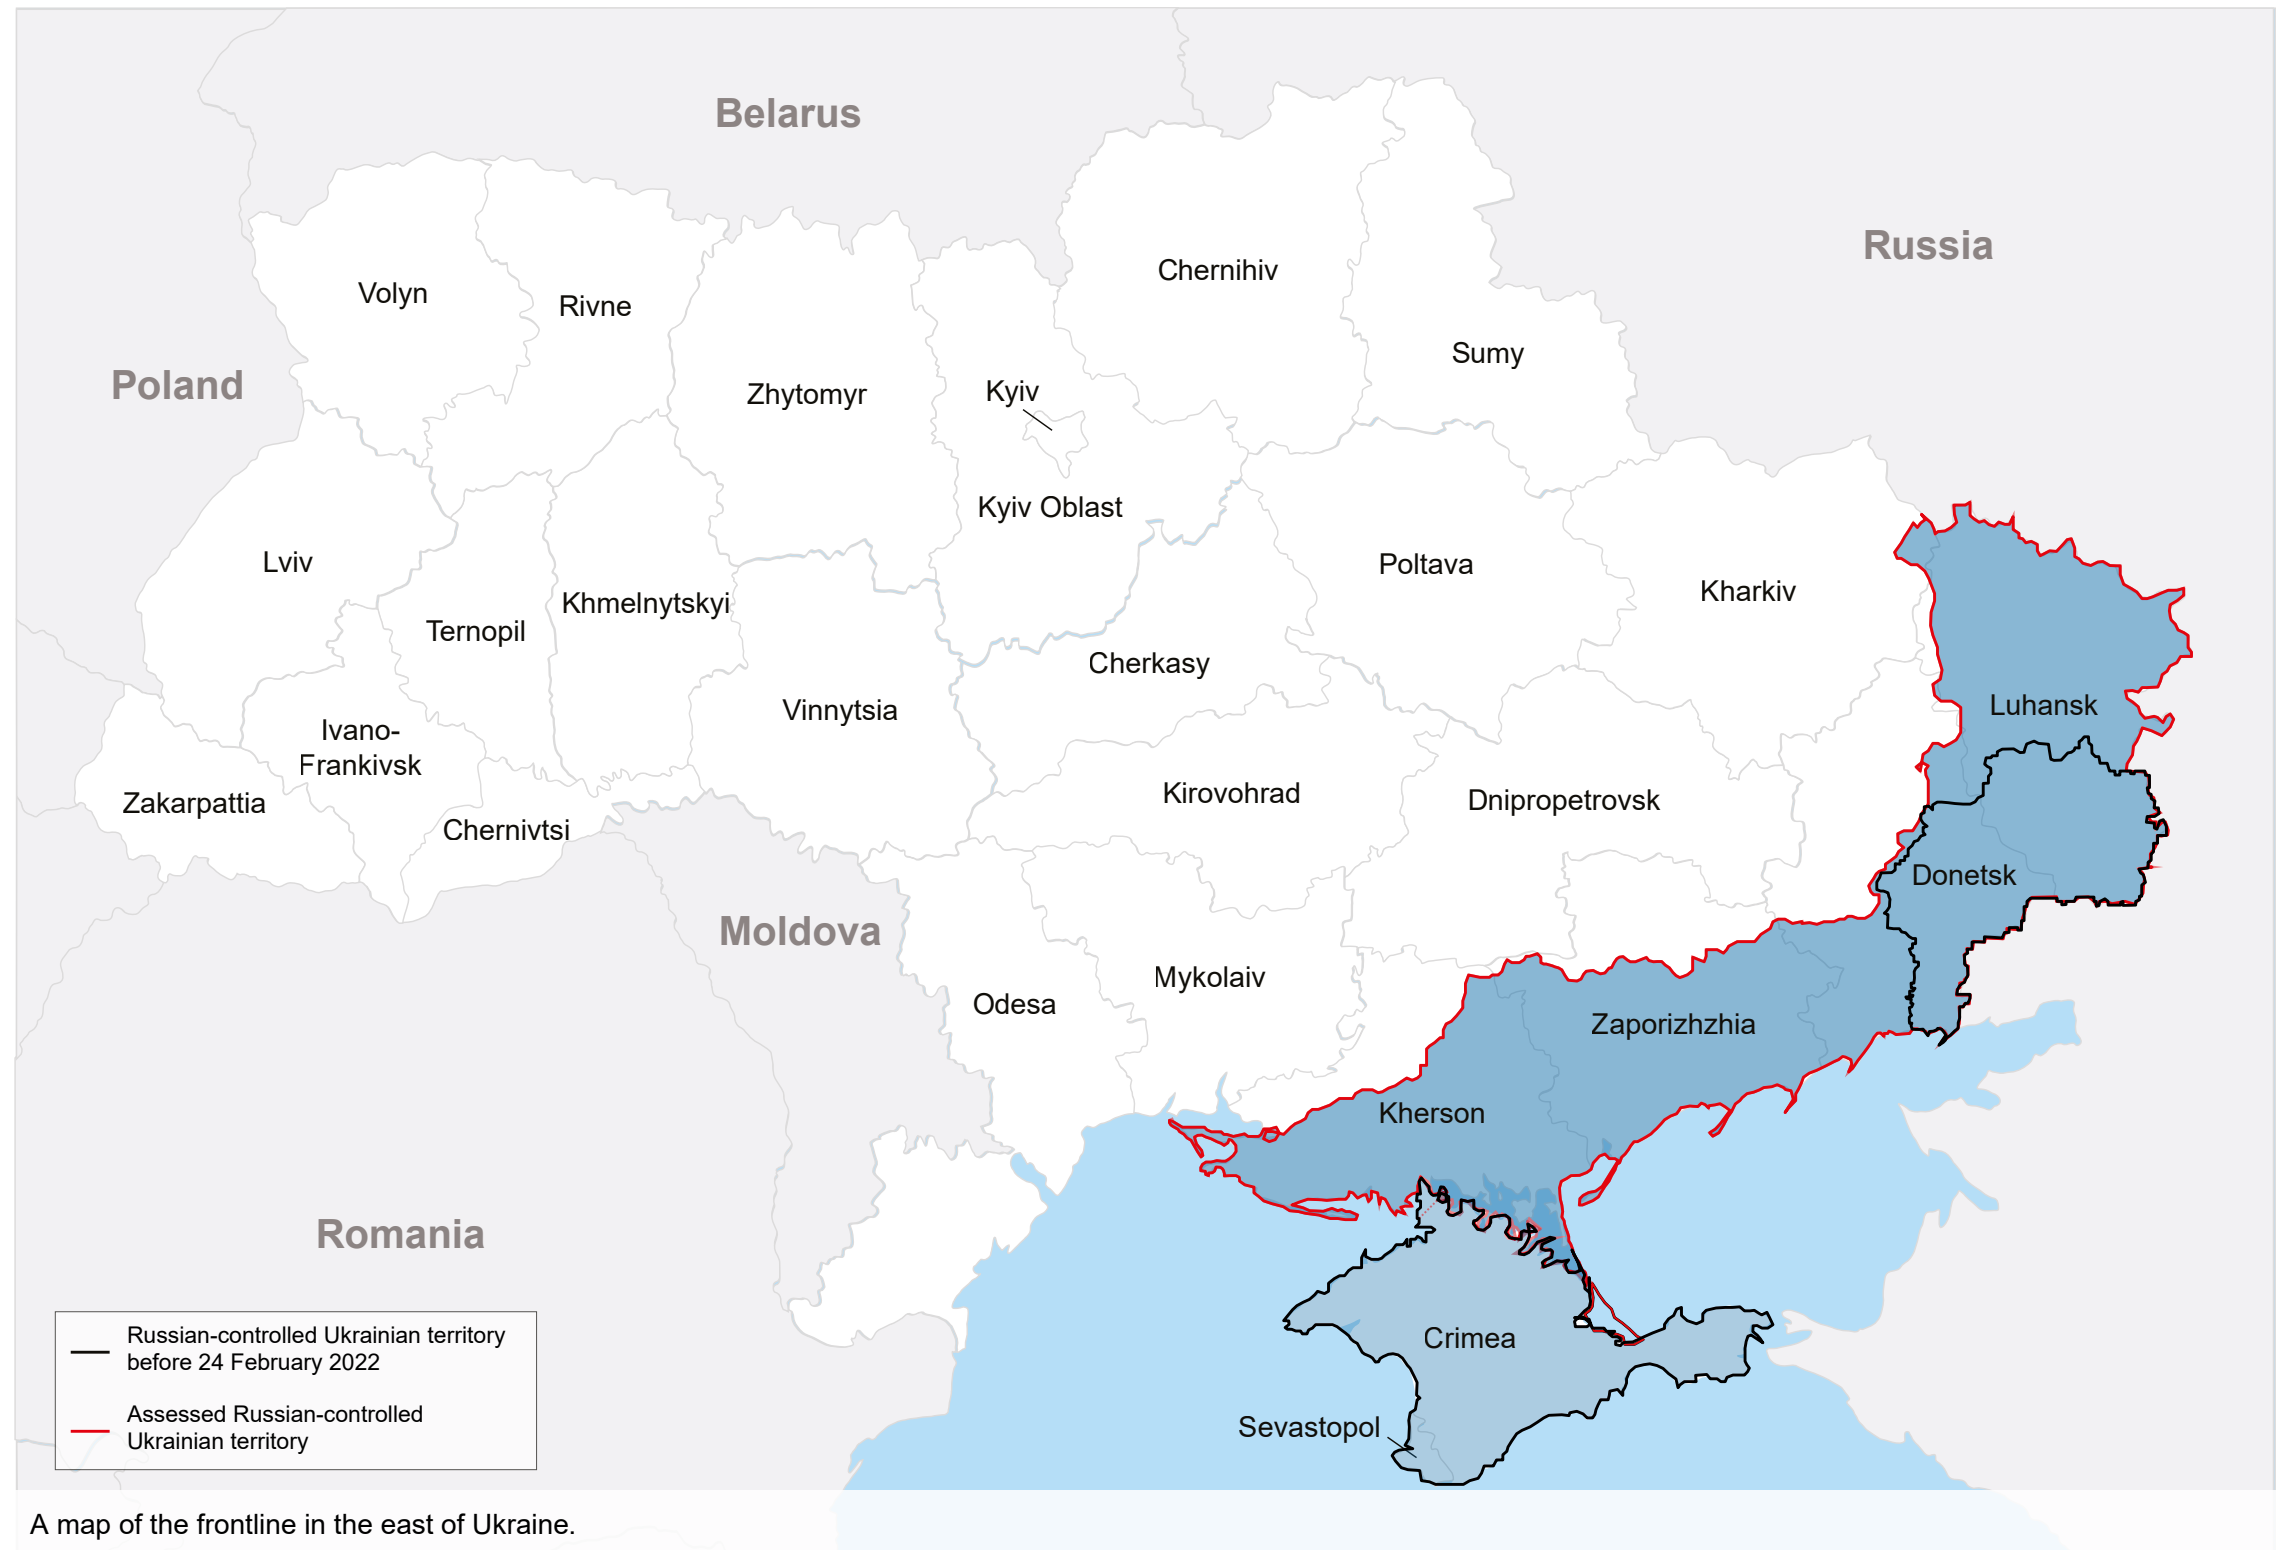 Belarus
Russia
Chernihiv
Volyn
Rivne
Sumy
Poland
Zhytomyr
Kyiv
Kyiv Oblast
Lviv
Poltava
Kharkiv
Khmelnytskyi
Ternopil
Cherkasy
Luhansk
Vinnytsia
Ivano-
Frankivsk
Kirovohrad
Dnipropetrovsk
Zakarpattia
Chernivtsi
Donetsk
Moldova
Mykolaiv
Odesa
Zaporizhzhia
Kherson
Romania
Crimea
Sevastopol
Russian-controlled Ukrainian territory
before 24 February 2022
Assessed Russian-controlled
Ukrainian territory
A map of the frontline in the east of Ukraine.